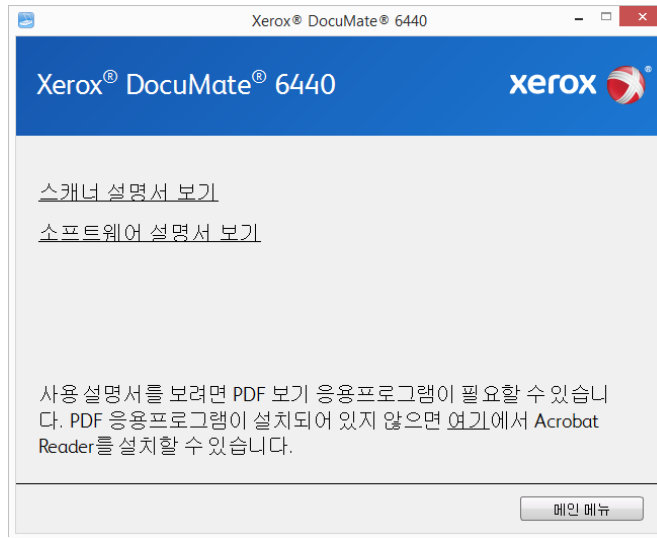 Xerox® DocuMate® 6440
Xerox® DocuMate® 6440
xerox®
스캐너 설명서 보기
소프트웨어 설명서 보기
사용 설명서를 보려면 PDF 보기 응용프로그램이 필요할 수 있습니
다. PDF 응용프로그램이 설치되어 있지 않으면 여기에서 Acrobat
Reader를 설치할 수 있습니다.
메인 메뉴